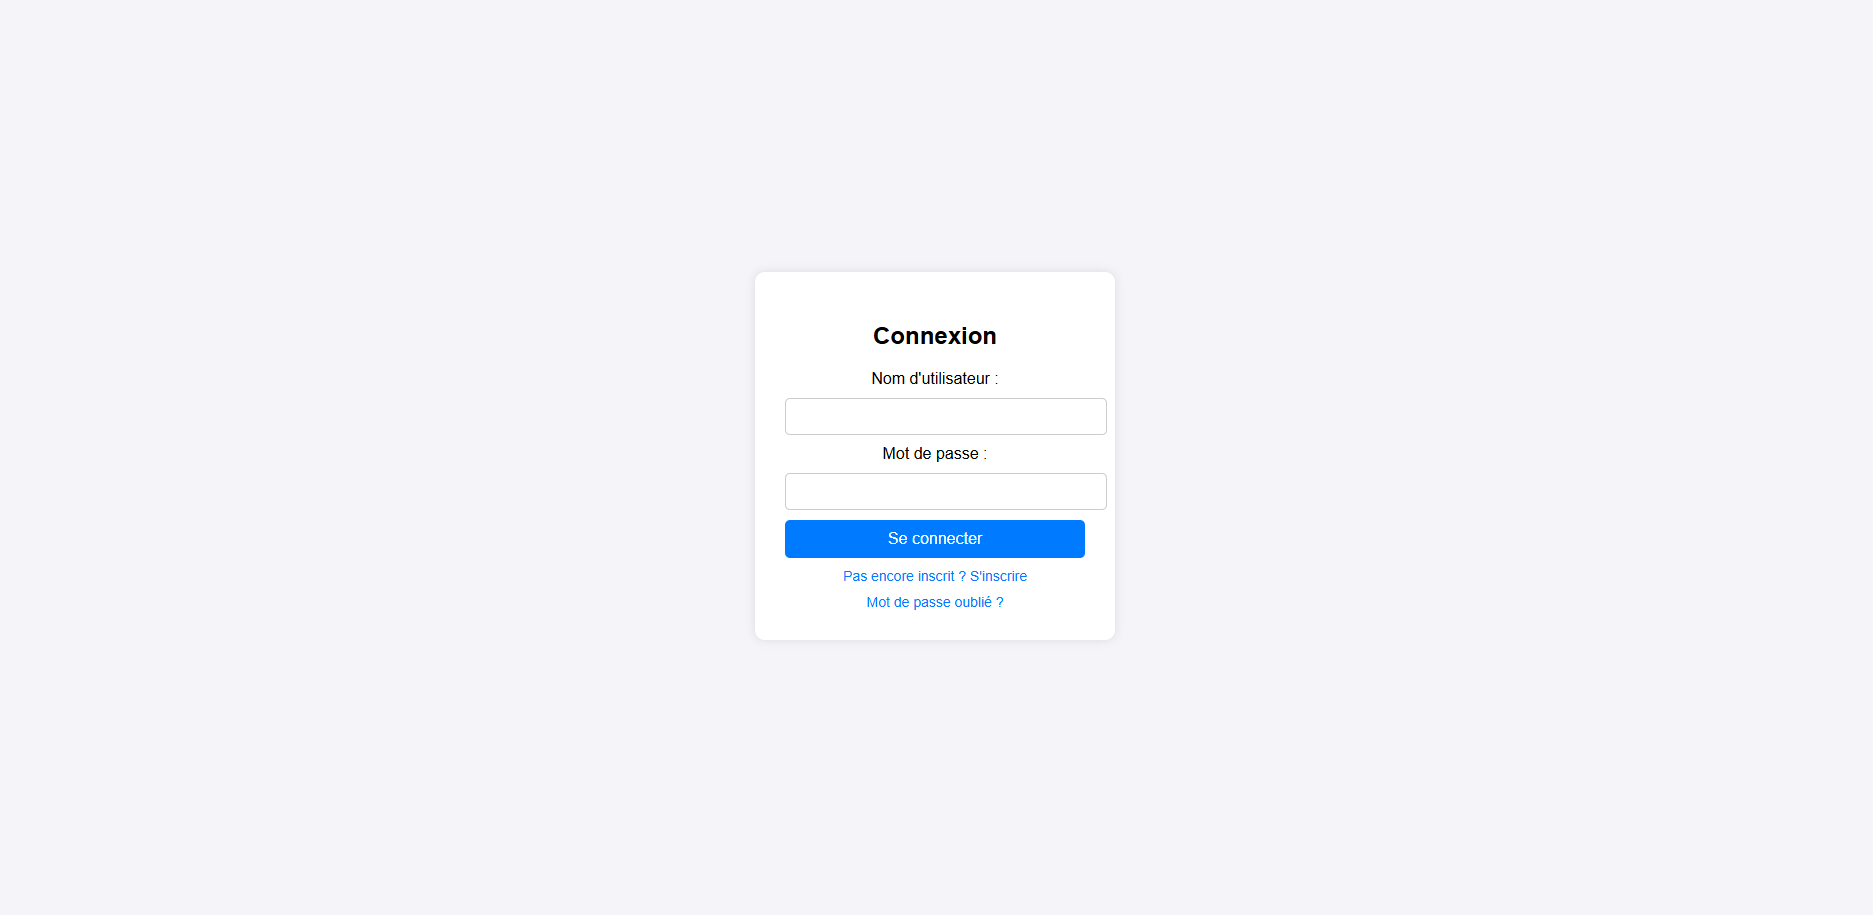 Connexion
Nom d'utilisateur :
Mot de passe :
Se connecter
Pas encore inscrit ? S'inscrire
Mot de passe oublié ?